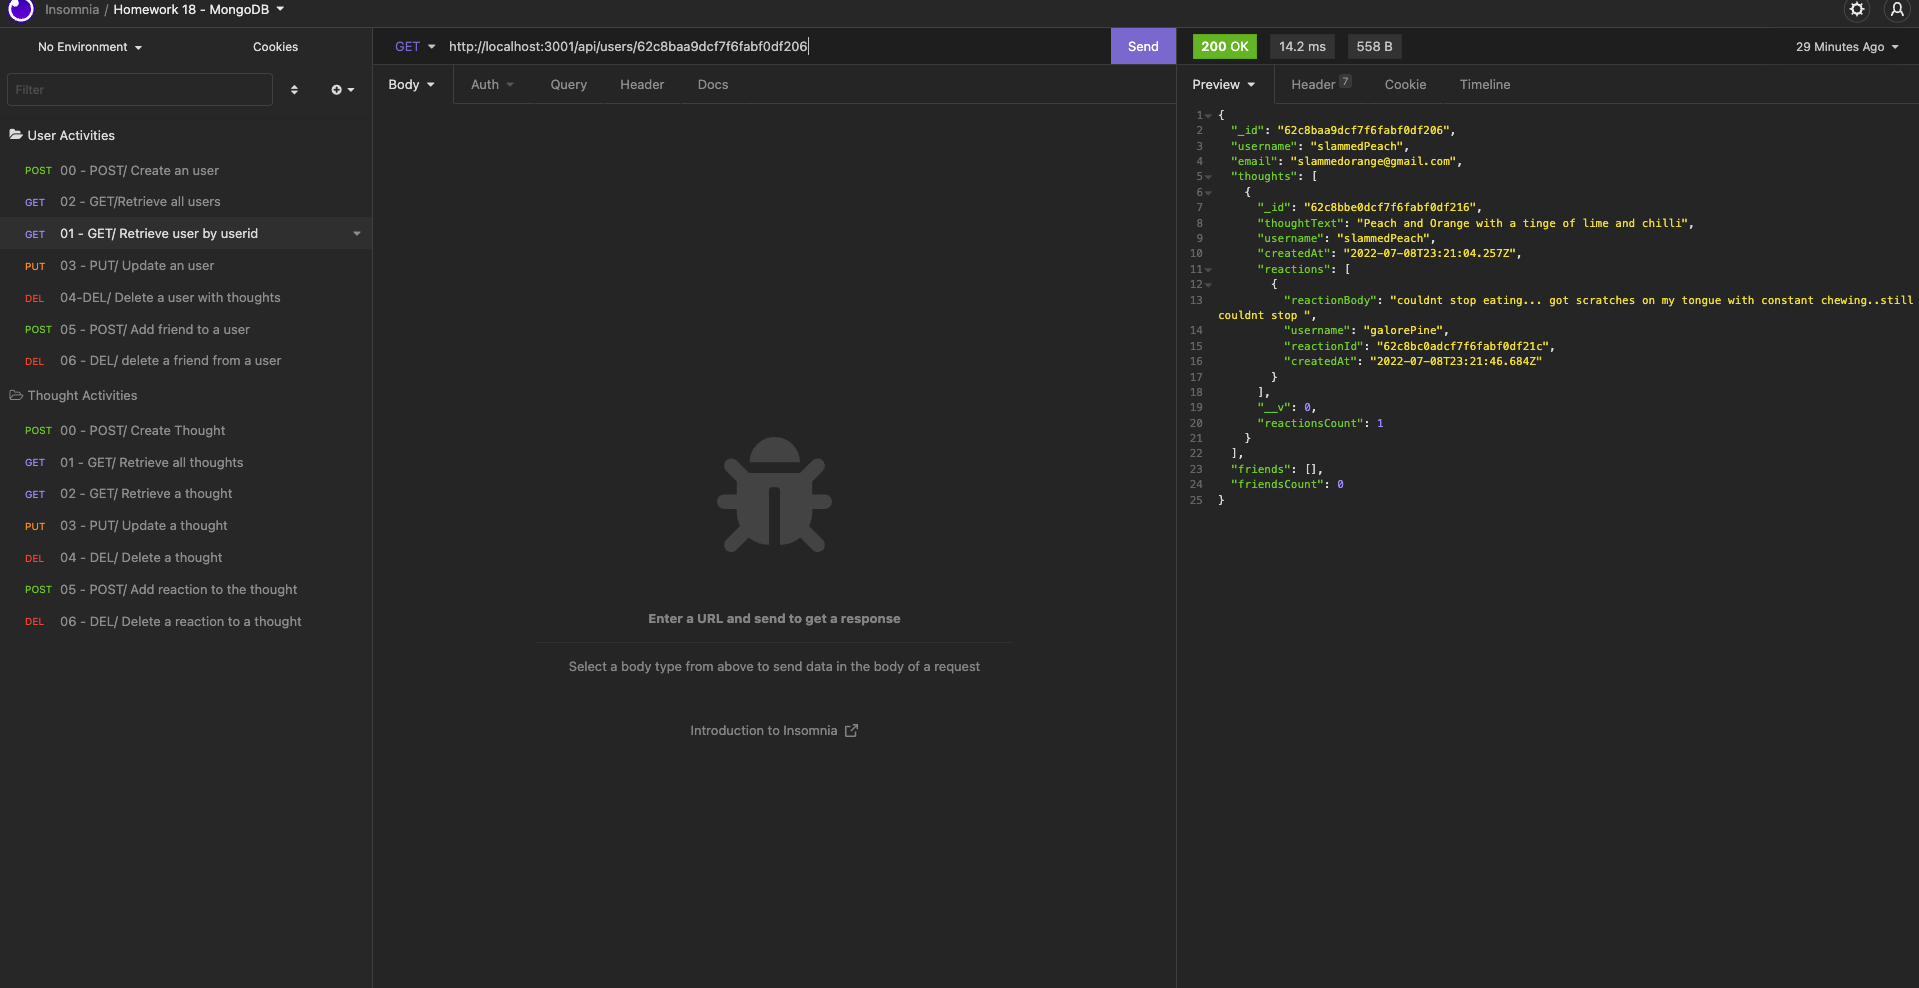 Insomnia / Homework 18 - MongoDB
No Environment
Cookies
Filter
User Activities
POST 00 - POST/ Create an user
GET 02 - GET/Retrieve all users
GET 01 - GET/ Retrieve user by userid
PUT 03 - PUT/ Update an user
DEL 04-DEL/ Delete a user with thoughts
POST 05 - POST/ Add friend to a user
DEL 06 - DEL/ delete a friend from a user
Thought Activities
POST 00 - POST/ Create Thought
GET 01 - GET/ Retrieve all thoughts
GET 02 - GET/ Retrieve a thought
PUT 03 - PUT/ Update a thought
DEL 04 - DEL/ Delete a thought
POST 05 - POST/ Add reaction to the thought
DEL 06 - DEL/ Delete a reaction to a thought
GET http://localhost:3001/api/users/62c8baa9dcf7f6fabf0df206 Send
Body Auth Query Header Docs
Enter a URL and send to get a response
Select a body type from above to send data in the body of a request
Introduction to Insomnia
200 OK 14.2 ms 558 B 29 Minutes Ago
Preview Header 7 Cookie Timeline
1 {
2 "_id": "62c8baa9dcf7f6fabf0df206",
3 "username": "slammedPeach",
4 "email": "slammedorange@gmail.com",
5 "thoughts": [
6 {
7 "_id": "62c8bbe0dcf7f6fabf0df216",
8 "thoughtText": "Peach and Orange with a tinge of lime and chilli",
9 "username": "slammedPeach",
10 "createdAt": "2022-07-08T23:21:04.257Z",
11 "reactions": [
12 {
13 "reactionBody": "couldnt stop eating... got scratches on my tongue with constant chewing..still
couldnt stop ",
14 "username": "galorePine",
15 "reactionId": "62c8bc0adcf7f6fabf0df21c",
16 "createdAt": "2022-07-08T23:21:46.684Z"
17 }
18 ],
19 "__v": 0,
20 "reactionsCount": 1
21 }
22 ],
23 "friends": [],
24 "friendsCount": 0
25 }